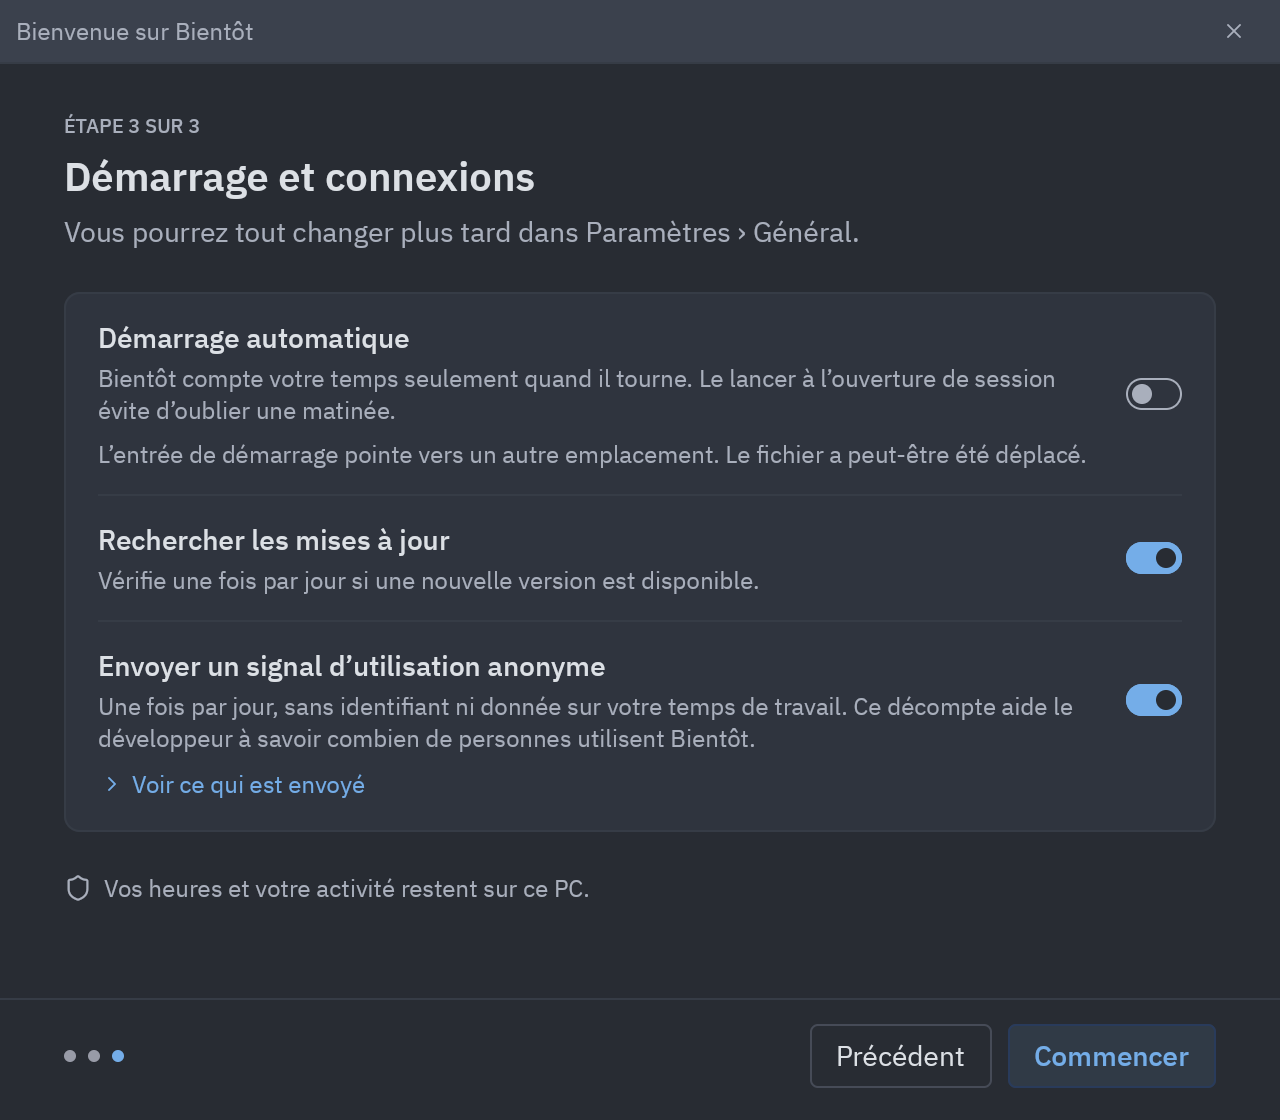 Bienvenue sur Bientôt
ÉTAPE 3 SUR 3
Démarrage et connexions
Vous pourrez tout changer plus tard dans Paramètres › Général.
Démarrage automatique
Bientôt compte votre temps seulement quand il tourne. Le lancer à l’ouverture de session
évite d’oublier une matinée.
L’entrée de démarrage pointe vers un autre emplacement. Le fichier a peut-être été déplacé.
Rechercher les mises à jour
Vérifie une fois par jour si une nouvelle version est disponible.
Envoyer un signal d’utilisation anonyme
Une fois par jour, sans identifiant ni donnée sur votre temps de travail. Ce décompte aide le
développeur à savoir combien de personnes utilisent Bientôt.
Voir ce qui est envoyé
Vos heures et votre activité restent sur ce PC.
Précédent
Commencer